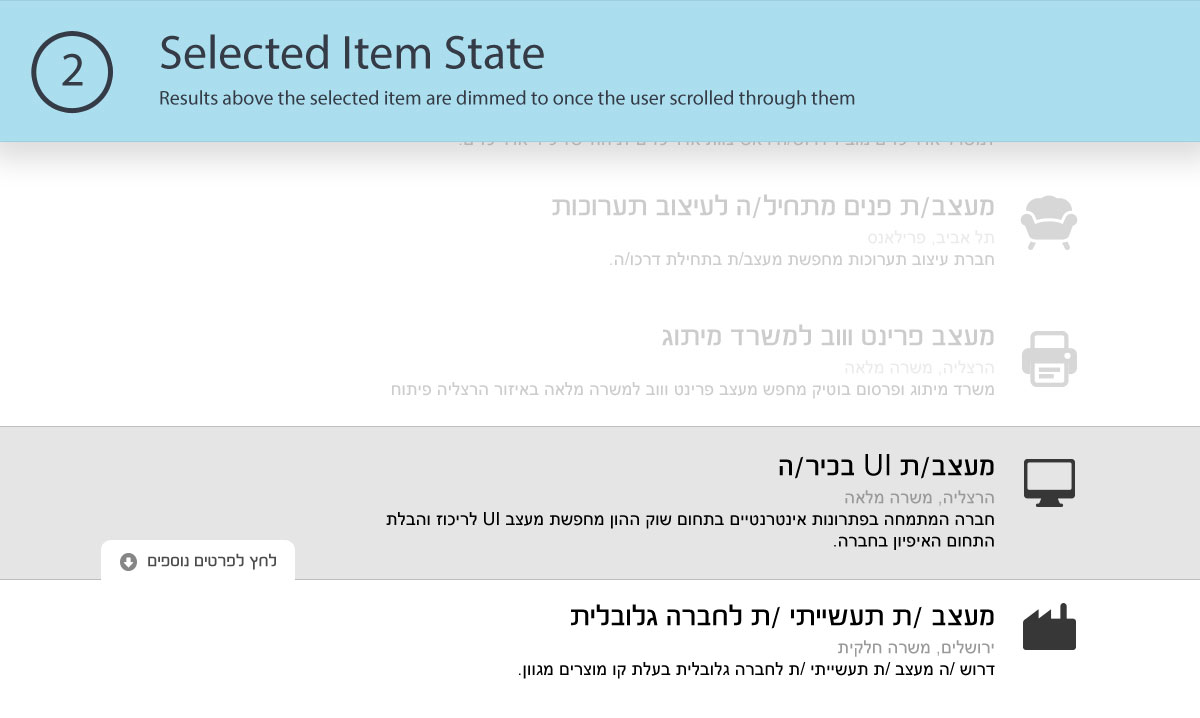 2
Selected Item State
Results above the selected item are dimmed to once the user scrolled through them
מעצב/ת פנים מתחיל/ה לעיצוב תערוכות
תל אביב, פרילאנס
חברת עיצוב תערוכות מחפשת מעצב/ת בתחילת דרכו/ה.
מעצב פרינט וווב למשרד מיתוג
הרצליה, משרה מלאה
משרד מיתוג ופרסום בוטיק מחפש מעצב פרינט וווב למשרה מלאה באיזור הרצליה פיתוח
מעצב/ת UI בכיר/ה
הרצליה, משרה מלאה
חברה המתמחה בפתרונות אינטרנטיים בתחום שוק ההון מחפשת מעצב UI לריכוז והבלת
התחום האיפיון בחברה.
לחץ לפרטים נוספים
מעצב /ת תעשייתי /ת לחברה גלובלית
ירושלים, משרה חלקית
דרוש /ה מעצב /ת תעשייתי /ת לחברה גלובלית בעלת קו מוצרים מגוון.